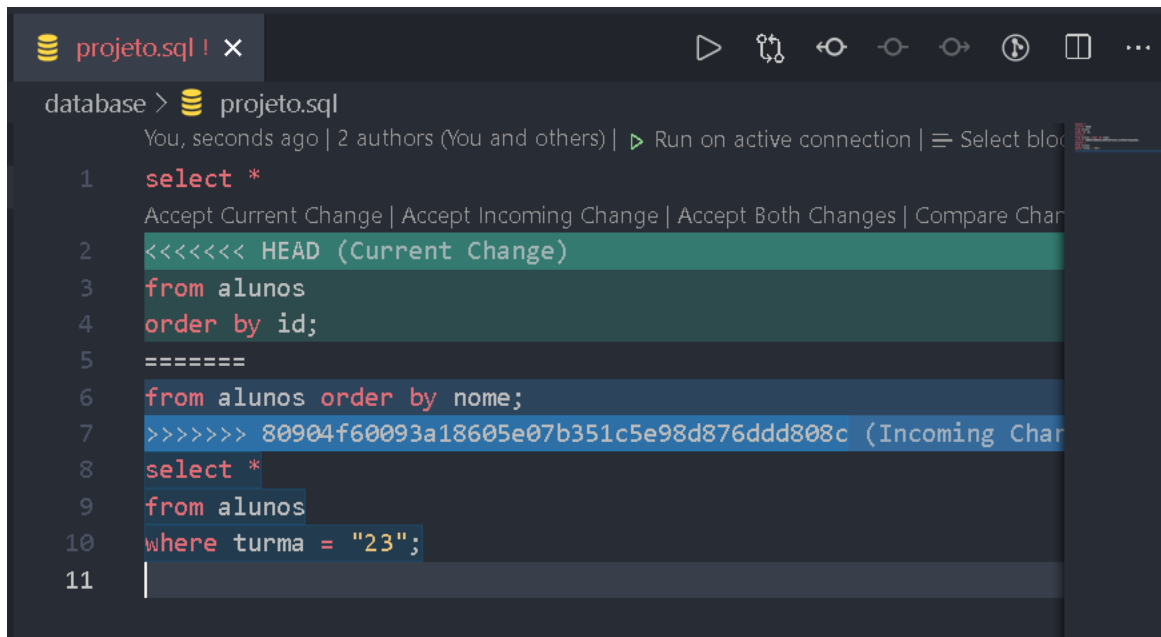 projeto.sql !
database > projeto.sql
You, seconds ago | 2 authors (You and others) | Run on active connection | Select bloc
1 select *
Accept Current Change | Accept Incoming Change | Accept Both Changes | Compare Char
2 <<<<<<< HEAD (Current Change)
3 from alunos
4 order by id;
5 =======
6 from alunos order by nome;
7 >>>>>>> 80904f60093a18605e07b351c5e98d876ddd808c (Incoming Char
8 select *
9 from alunos
10 where turma = "23";
11